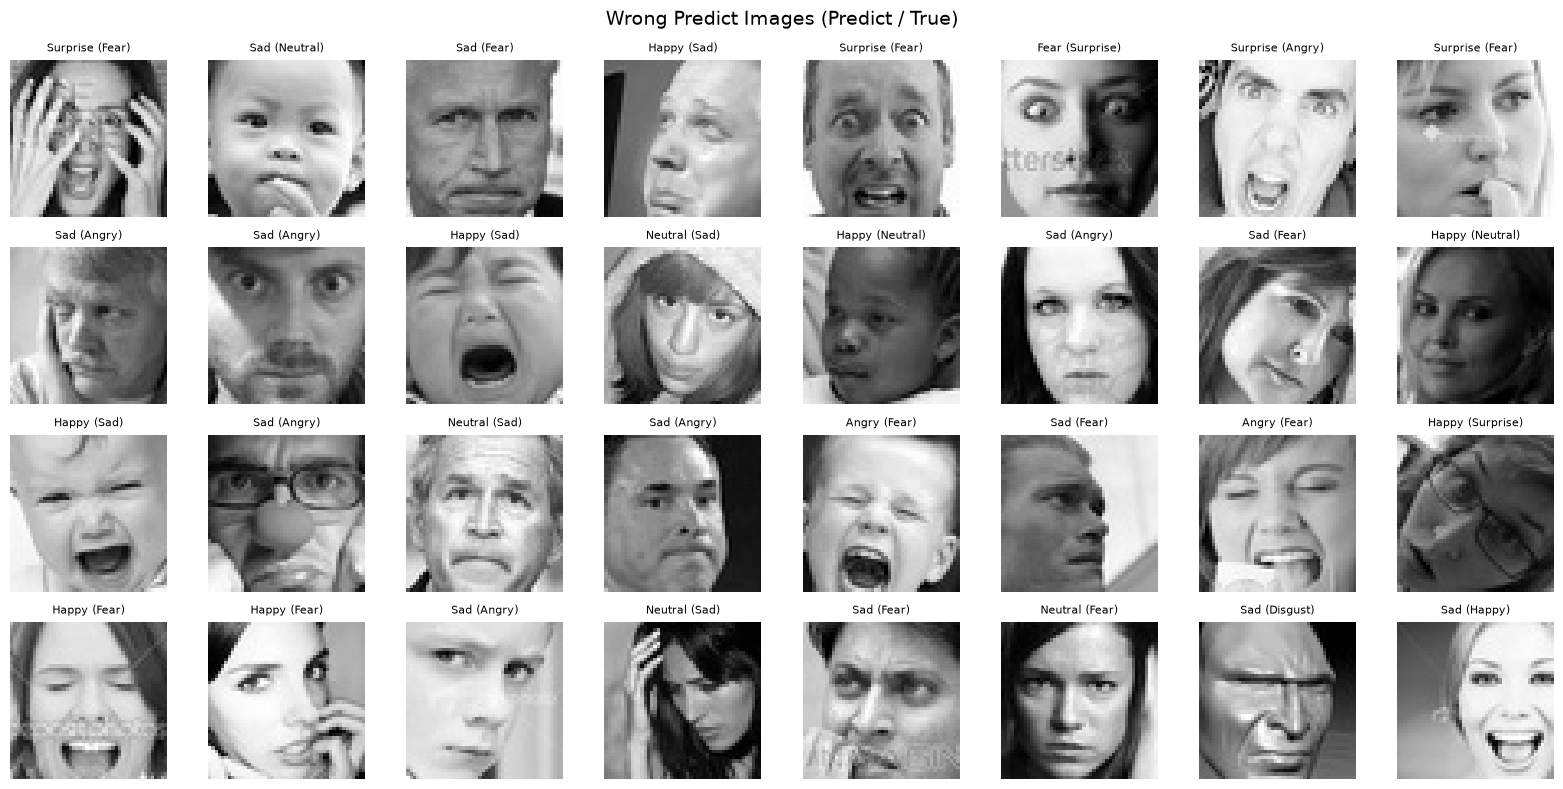 Wrong Predict Images (Predict / True)
Surprise (Fear) Sad (Neutral) Sad (Fear) Happy (Sad) Surprise (Fear) Fear (Surprise) Surprise (Angry) Surprise (Fear)
tterst
Sad (Angry) Sad (Angry) Happy (Sad) Neutral (Sad) Happy (Neutral) Sad (Angry) Sad (Fear) Happy (Neutral)
Happy (Sad) Sad (Angry) Neutral (Sad) Sad (Angry) Angry (Fear) Sad (Fear) Angry (Fear) Happy (Surprise)
Happy (Fear) Happy (Fear) Sad (Angry) Neutral (Sad) Sad (Fear) Neutral (Fear) Sad (Disgust) Sad (Happy)